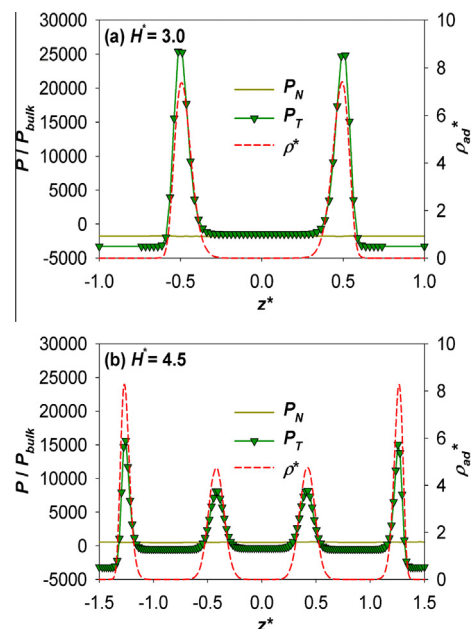 (a) H* = 3.0
30000
25000
20000
15000
10000
5000
0
-5000
P / P_bulk
10
8
6
4
2
0
ρ_ad*
P_N
P_T
ρ*
-1.0 -0.5 0.0 0.5 1.0
z*
(b) H* = 4.5
30000
25000
20000
15000
10000
5000
0
-5000
P / P_bulk
10
8
6
4
2
0
ρ_ad*
P_N
P_T
ρ*
-1.5 -1.0 -0.5 0.0 0.5 1.0 1.5
z*